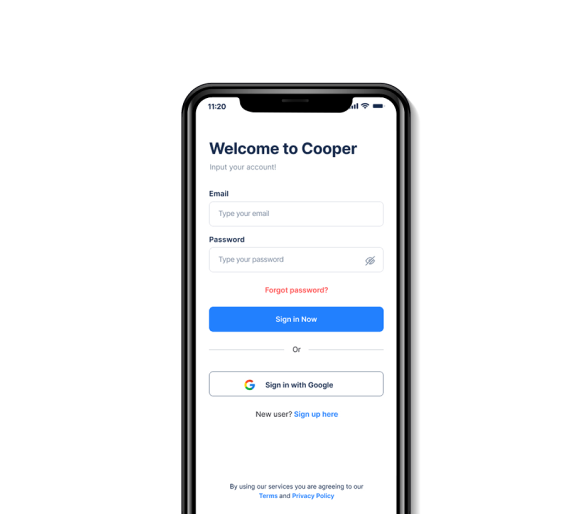 11:20
Welcome to Cooper
Input your account!
Email
Type your email
Password
Type your password
Forgot password?
Sign in Now
Or
Sign in with Google
New user? Sign up here
By using our services you are agreeing to our
Terms and Privacy Policy